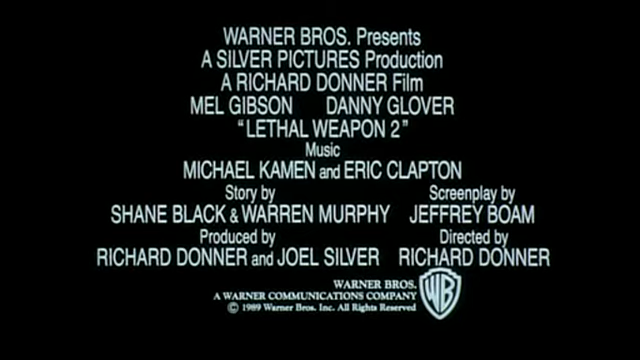 WARNER BROS. Presents
A SILVER PICTURES Production
A RICHARD DONNER Film
MEL GIBSON DANNY GLOVER
"LETHAL WEAPON 2"
Music
MICHAEL KAMEN and ERIC CLAPTON
Story by Screenplay by
SHANE BLACK & WARREN MURPHY JEFFREY BOAM
Produced by Directed by
RICHARD DONNER and JOEL SILVER RICHARD DONNER
WARNER BROS.
A WARNER COMMUNICATIONS COMPANY
© 1989 Warner Bros. Inc. All Rights Reserved
WB